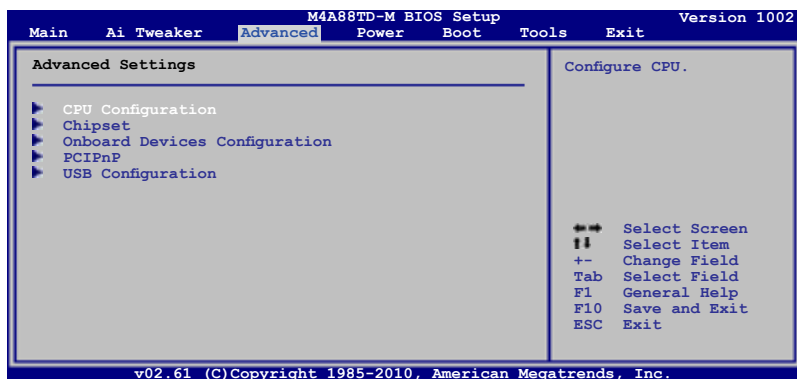 M4A88TD-M BIOS Setup Version 1002
Main Ai Tweaker Advanced Power Boot Tools Exit
Advanced Settings
CPU Configuration
Chipset
Onboard Devices Configuration
PCIPnP
USB Configuration
Configure CPU.
←→ Select Screen
↑↓ Select Item
+- Change Field
Tab Select Field
F1 General Help
F10 Save and Exit
ESC Exit
v02.61 (C)Copyright 1985-2010, American Megatrends, Inc.